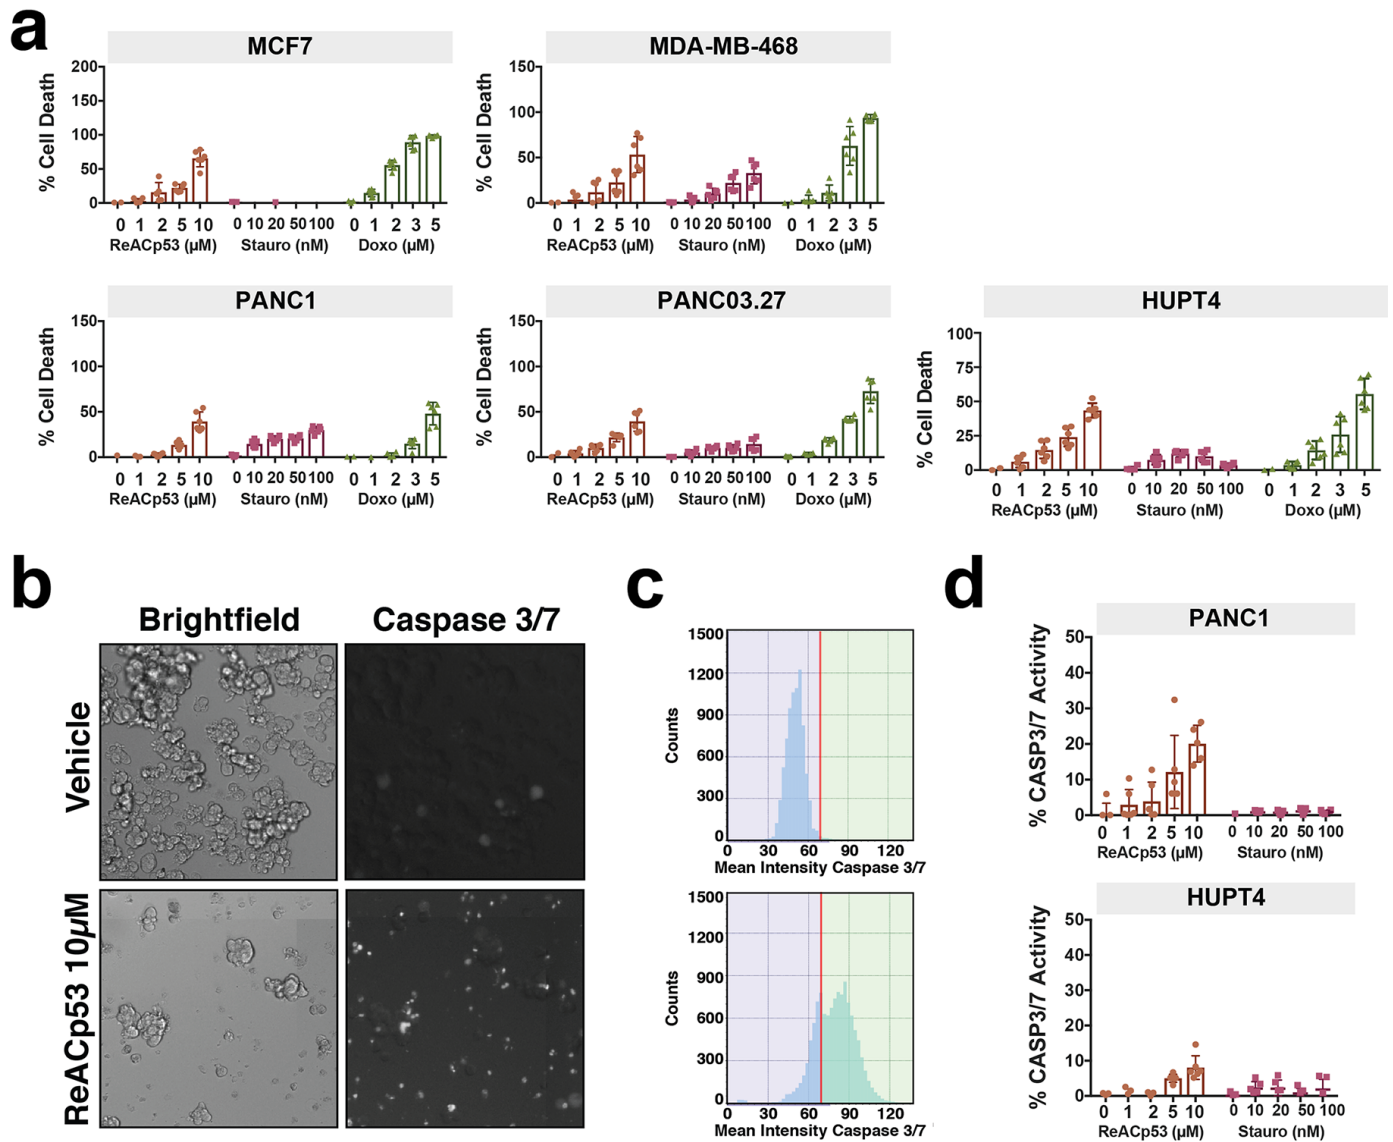 a
MCF7
% Cell Death
200
150
100
50
0
0 1 2 5 10
ReACp53 (µM)
0 10 20 50 100
Stauro (nM)
0 1 2 3 5
Doxo (µM)
MDA-MB-468
% Cell Death
150
100
50
0
0 1 2 5 10
ReACp53 (µM)
0 10 20 50 100
Stauro (nM)
0 1 2 3 5
Doxo (µM)
PANC1
% Cell Death
150
100
50
0
0 1 2 5 10
ReACp53 (µM)
0 10 20 50 100
Stauro (nM)
0 1 2 3 5
Doxo (µM)
PANC03.27
% Cell Death
150
100
50
0
0 1 2 5 10
ReACp53 (µM)
0 10 20 50 100
Stauro (nM)
0 1 2 3 5
Doxo (µM)
HUPT4
% Cell Death
100
75
50
25
0
0 1 2 5 10
ReACp53 (µM)
0 10 20 50 100
Stauro (nM)
0 1 2 3 5
Doxo (µM)
b
Brightfield
Caspase 3/7
Vehicle
ReACp53 10µM
c
Counts
1500
1200
900
600
300
0
0 30 60 90 120
Mean Intensity Caspase 3/7
Counts
1500
1200
900
600
300
0
0 30 60 90 120
Mean Intensity Caspase 3/7
d
PANC1
% CASP3/7 Activity
50
40
30
20
10
0
0 1 2 5 10
ReACp53 (µM)
0 10 20 50 100
Stauro (nM)
HUPT4
% CASP3/7 Activity
50
40
30
20
10
0
0 1 2 5 10
ReACp53 (µM)
0 10 20 50 100
Stauro (nM)